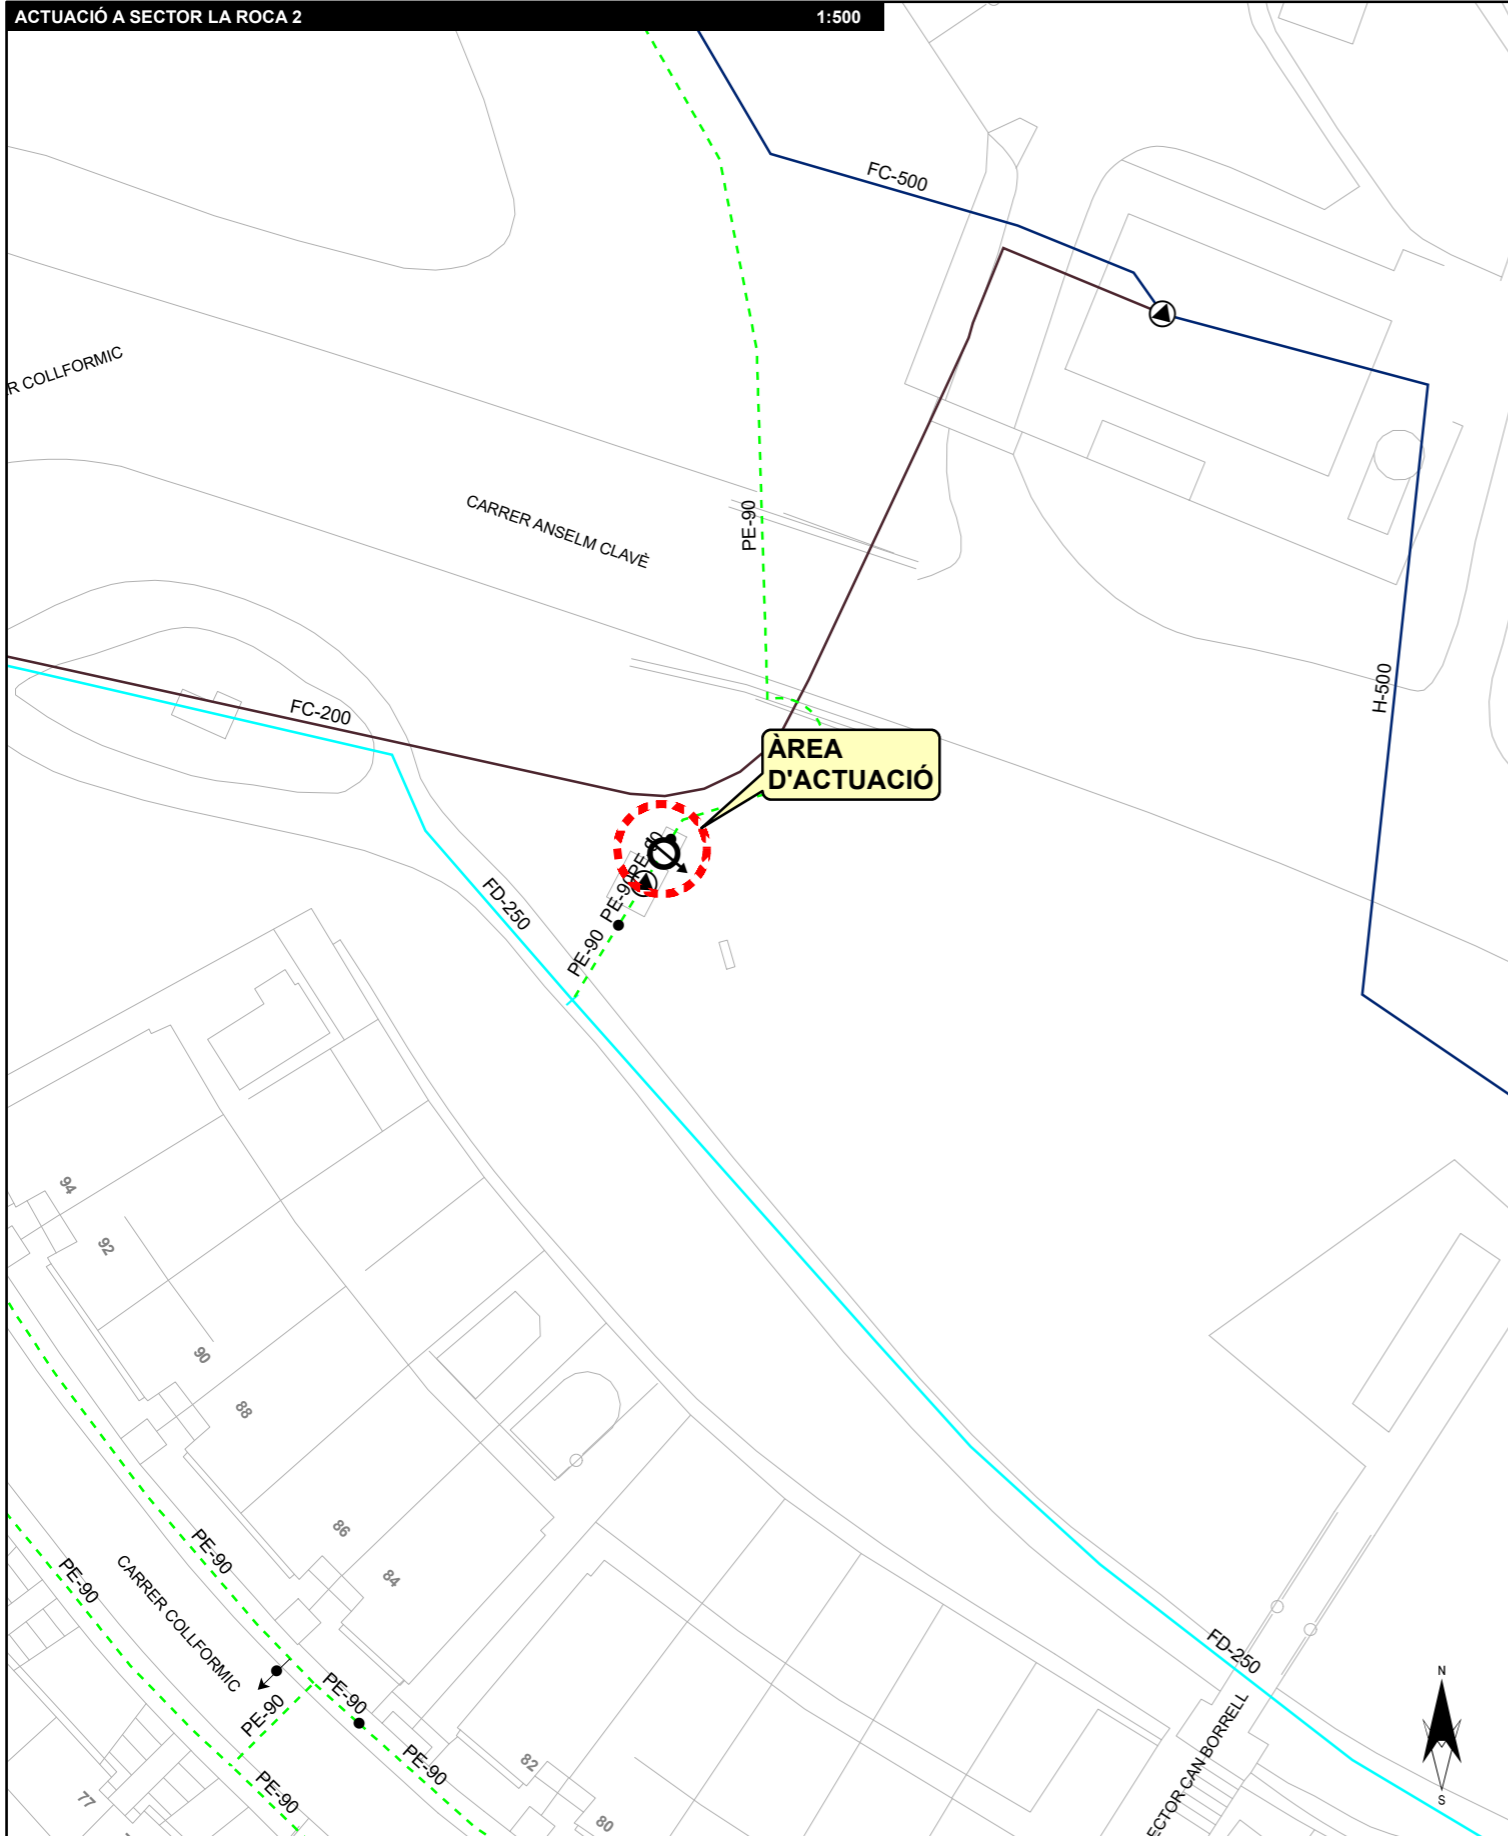 ACTUACIÓ A SECTOR LA ROCA 2 1:500
FC-500
R COLLFORMIC
CARRER ANSELM CLAVÈ
PE-90
H-500
FC-200
ÀREA
D'ACTUACIÓ
PE-90
PE-90
FD-250
PE-90
94
92
90
88
86
84
PE-90
PE-90
CARRER COLLFORMIC
FD-250
PE-90
PE-90
N
ECTOR CAN BORRELL
PE-90
82
PE-90
77
80
S